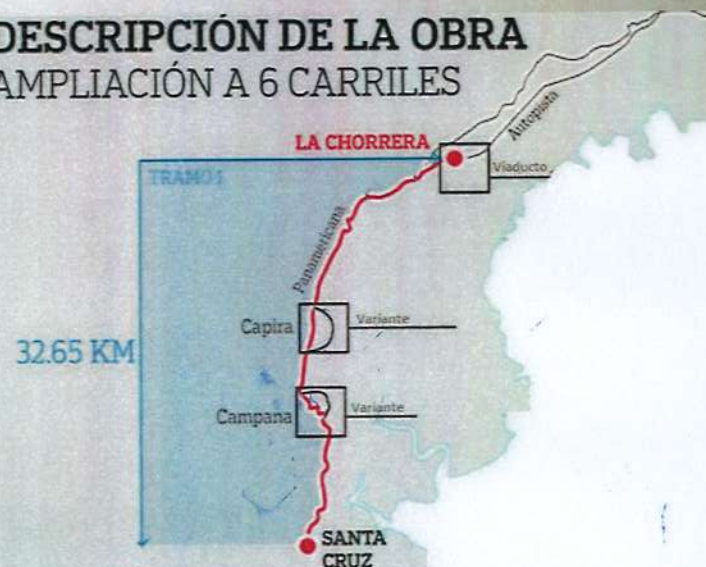 DESCRIPCIÓN DE LA OBRA
AMPLIACIÓN A 6 CARRILES
Autopista
LA CHORRERA
Viaducto
TRAMO 1
Panamericana
Capira
Variante
32.65 KM
Campana
Variante
SANTA
CRUZ